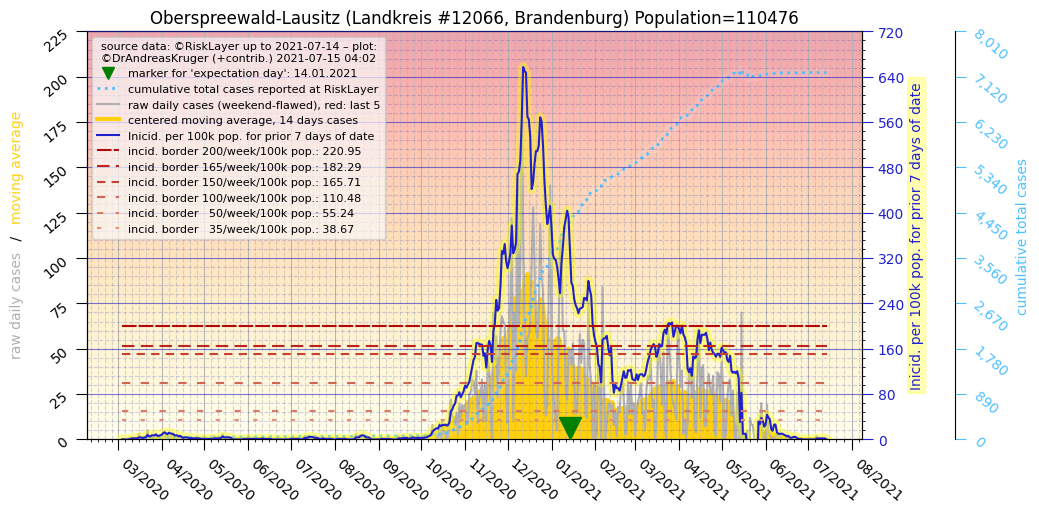 Oberspreewald-Lausitz (Landkreis #12066, Brandenburg) Population=110476
source data: ©RiskLayer up to 2021-07-14 – plot:
©DrAndreasKruger (+contrib.) 2021-07-15 04:02
marker for 'expectation day': 14.01.2021
cumulative total cases reported at RiskLayer
raw daily cases (weekend-flawed), red: last 5
centered moving average, 14 days cases
Inicid. per 100k pop. for prior 7 days of date
incid. border 200/week/100k pop.: 220.95
incid. border 165/week/100k pop.: 182.29
incid. border 150/week/100k pop.: 165.71
incid. border 100/week/100k pop.: 110.48
incid. border   50/week/100k pop.: 55.24
incid. border   35/week/100k pop.: 38.67
raw daily cases / moving average
225
200
175
150
125
100
75
50
25
0
720
640
560
480
400
320
240
160
80
0
Inicid. per 100k pop. for prior 7 days of date
8,010
7,120
6,230
5,340
4,450
3,560
2,670
1,780
890
0
cumulative total cases
03/2020
04/2020
05/2020
06/2020
07/2020
08/2020
09/2020
10/2020
11/2020
12/2020
01/2021
02/2021
03/2021
04/2021
05/2021
06/2021
07/2021
08/2021